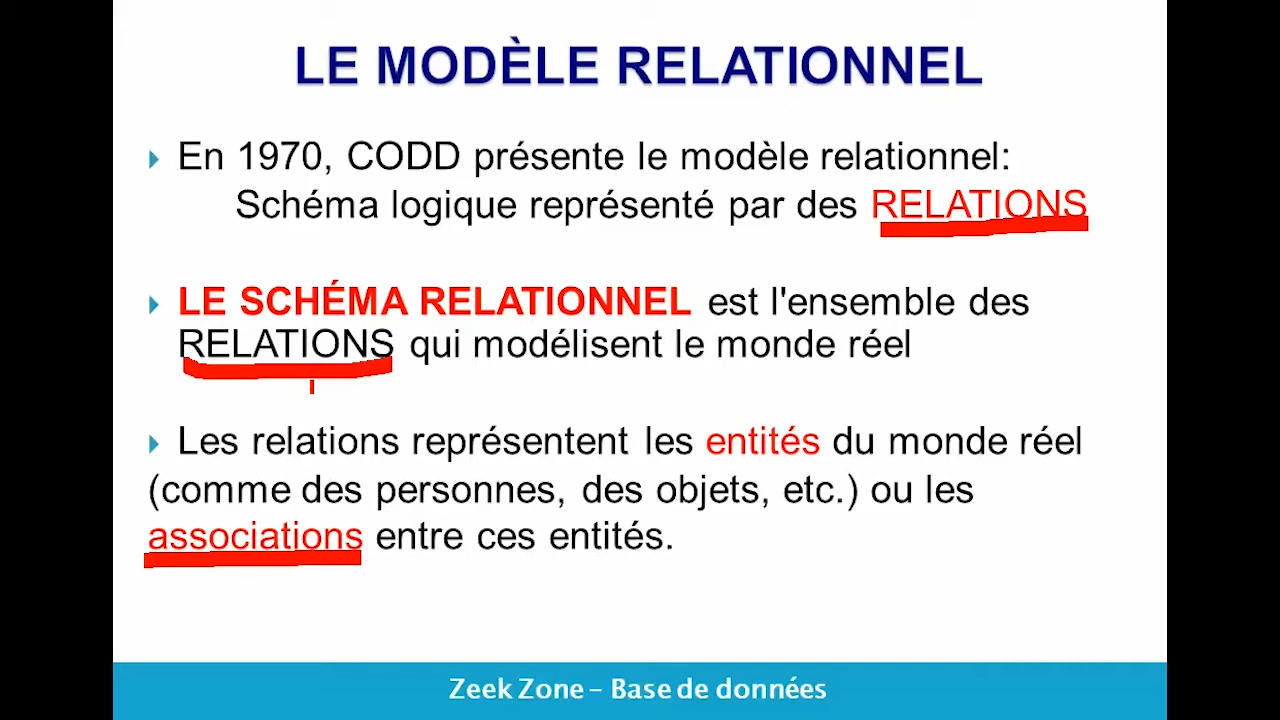 LE MODÈLE RELATIONNEL
En 1970, CODD présente le modèle relationnel:
Schéma logique représenté par des RELATIONS
LE SCHÉMA RELATIONNEL est l'ensemble des
RELATIONS qui modélisent le monde réel
Les relations représentent les entités du monde réel
(comme des personnes, des objets, etc.) ou les
associations entre ces entités.
Zeek Zone – Base de données